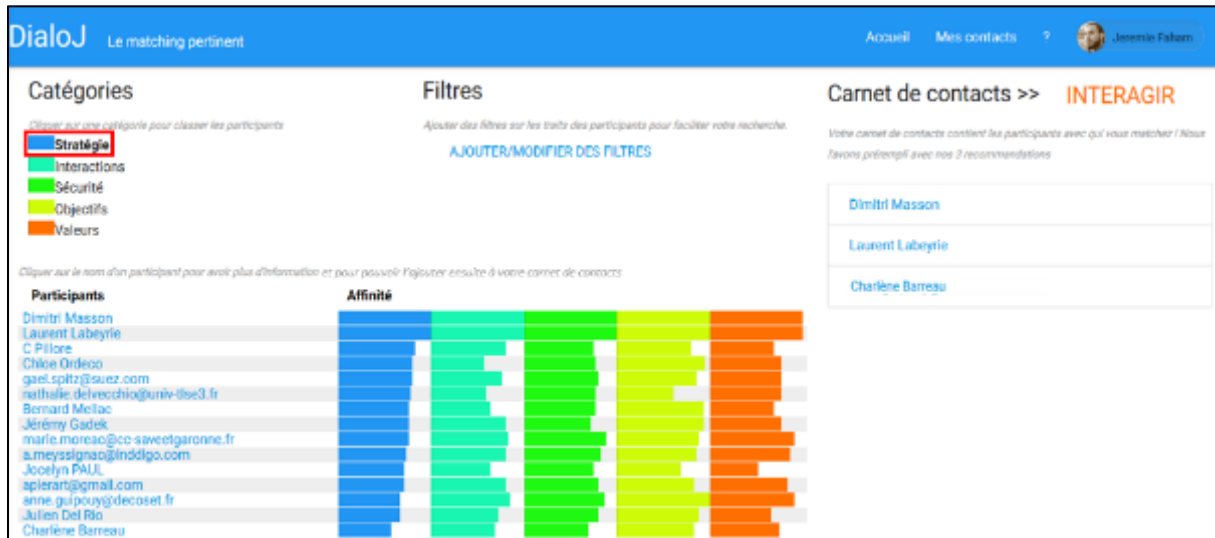 DialoJ Le matching pertinent Accueil Mes contacts ? Jeremie Faham
Catégories
Cliquer sur une catégorie pour classer les participants
Stratégie
Interactions
Sécurité
Objectifs
Valeurs
Filtres
Ajouter des filtres sur les traits des participants pour faciliter votre recherche.
AJOUTER/MODIFIER DES FILTRES
Carnet de contacts >> INTERAGIR
Votre carnet de contacts contient les participants avec qui vous matchez ! Nous
l'avons prérempli avec nos 3 recommandations
Dimitri Masson
Laurent Labeyrie
Charlène Barreau
Cliquer sur le nom d'un participant pour avoir plus d'information et pour pouvoir l'ajouter ensuite à votre carnet de contacts
Participants Affinité
Dimitri Masson
Laurent Labeyrie
C Pillore
Chloe Ordeco
gael.spitz@suez.com
nathalie.delvecchio@univ-tlse3.fr
Bernard Mellac
Jérémy Gadek
marie.moreac@cc-saveetgaronne.fr
a.meyssignac@inddigo.com
Jocelyn PAUL
apierart@gmail.com
anne.guipouy@decoset.fr
Julien Del Rio
Charlène Barreau